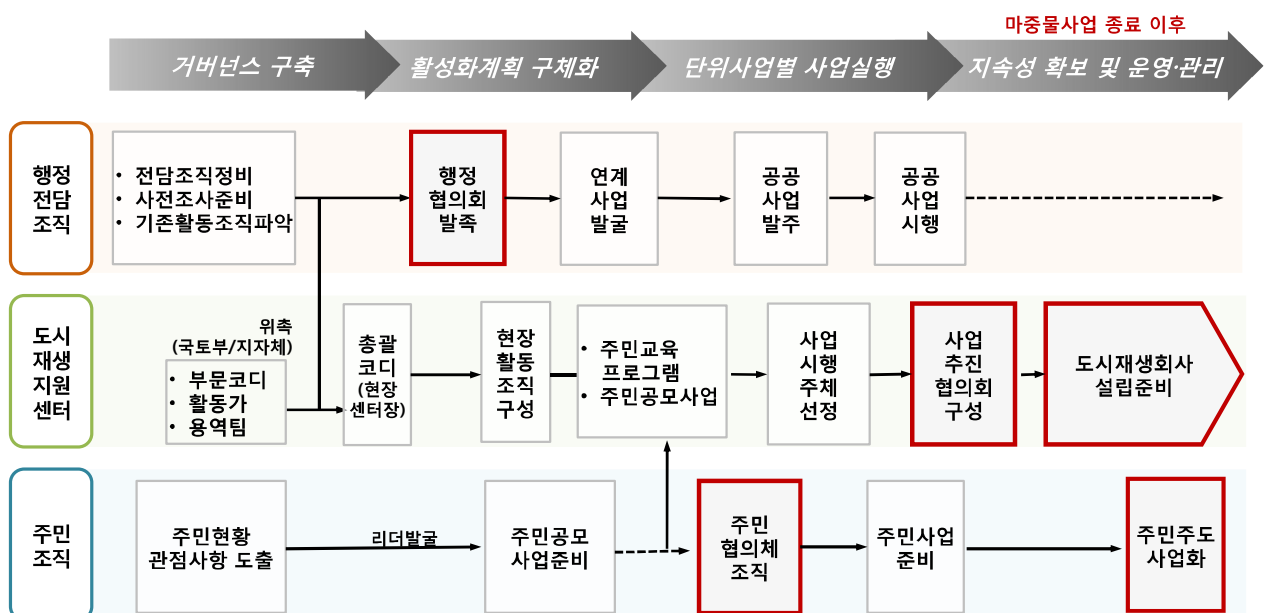 마중물사업 종료 이후
거버넌스 구축
활성화계획 구체화
단위사업별 사업실행
지속성 확보 및 운영·관리
행정
전담
조직
• 전담조직정비
• 사전조사준비
• 기존활동조직파악
행정
협의회
발족
연계
사업
발굴
공공
사업
발주
공공
사업
시행
도시
재생
지원
센터
위촉
(국토부/지자체)
• 부문코디
• 활동가
• 용역팀
총괄
코디
(현장
센터장)
현장
활동
조직
구성
• 주민교육
프로그램
• 주민공모사업
사업
시행
주체
선정
사업
추진
협의회
구성
도시재생회사
설립준비
주민
조직
주민현황
관점사항 도출
리더발굴
주민공모
사업준비
주민
협의체
조직
주민사업
준비
주민주도
사업화